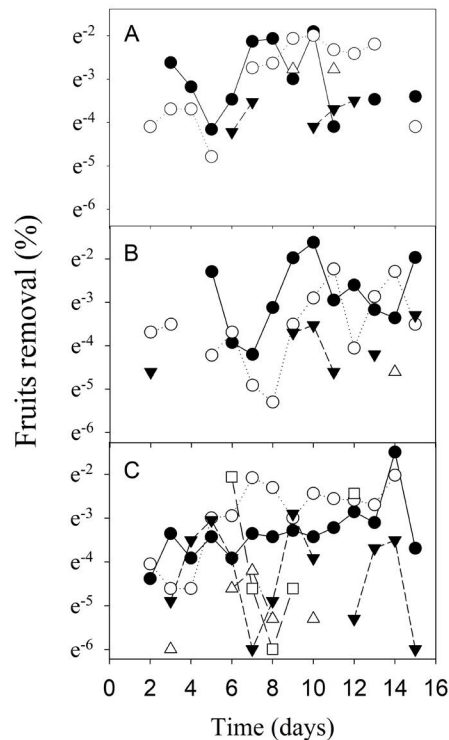 A
e-2
e-3
e-4
e-5
e-6
B
e-2
e-3
e-4
e-5
e-6
C
e-2
e-3
e-4
e-5
e-6
0 2 4 6 8 10 12 14 16
Time (days)
Fruits removal (%)